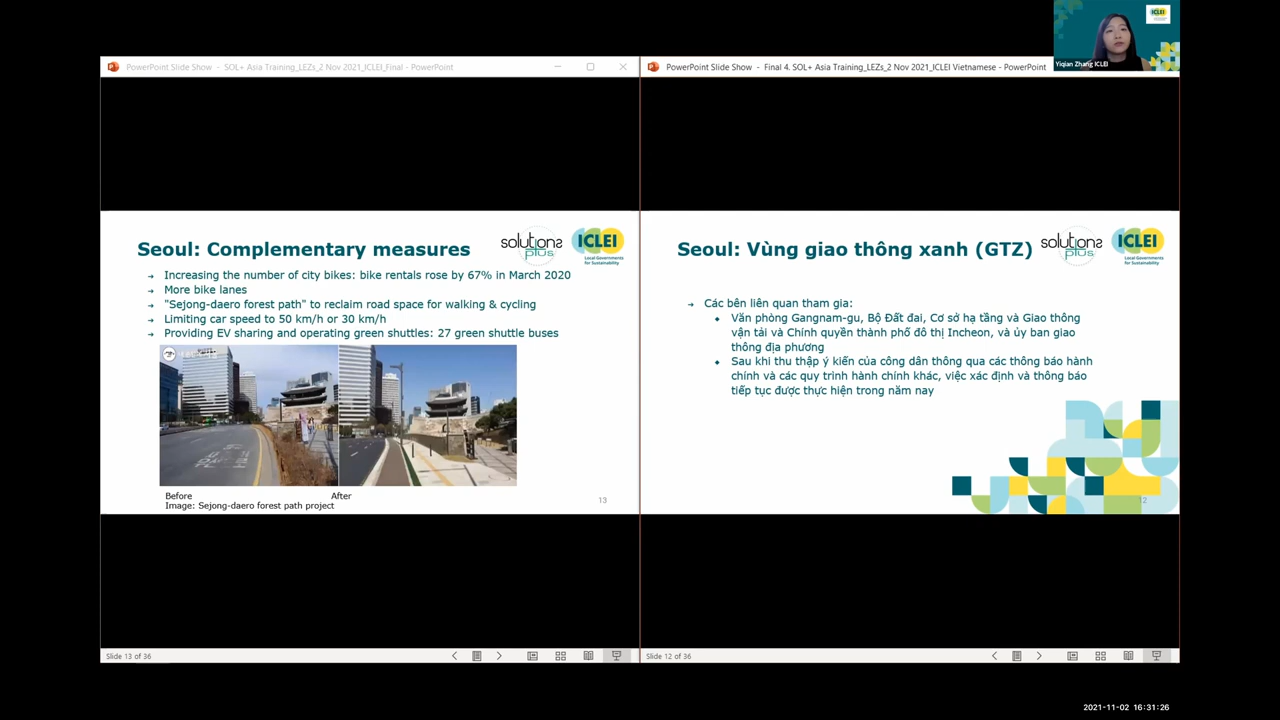 ICLEI
Yiqian Zhang ICLEI
PowerPoint Slide Show - SOL+ Asia Training_LEZs_2 Nov 2021_ICLEI_Final - PowerPoint
Seoul: Complementary measures
solutions
plus
ICLEI
Local Governments
for Sustainability
Increasing the number of city bikes: bike rentals rose by 67% in March 2020
More bike lanes
"Sejong-daero forest path" to reclaim road space for walking & cycling
Limiting car speed to 50 km/h or 30 km/h
Providing EV sharing and operating green shuttles: 27 green shuttle buses
Before After
Image: Sejong-daero forest path project
13
Slide 13 of 36
PowerPoint Slide Show - Final 4. SOL+ Asia Training_LEZs_2 Nov 2021_ICLEI Vietnamese - PowerPoint
Seoul: Vùng giao thông xanh (GTZ)
solutions
plus
ICLEI
Local Governments
for Sustainability
Các bên liên quan tham gia:
Văn phòng Gangnam-gu, Bộ Đất đai, Cơ sở hạ tầng và Giao thông
vận tải và Chính quyền thành phố đô thị Incheon, và ủy ban giao
thông địa phương
Sau khi thu thập ý kiến của công dân thông qua các thông báo hành
chính và các quy trình hành chính khác, việc xác định và thông báo
tiếp tục được thực hiện trong năm nay
12
Slide 12 of 36
2021-11-02 16:31:26